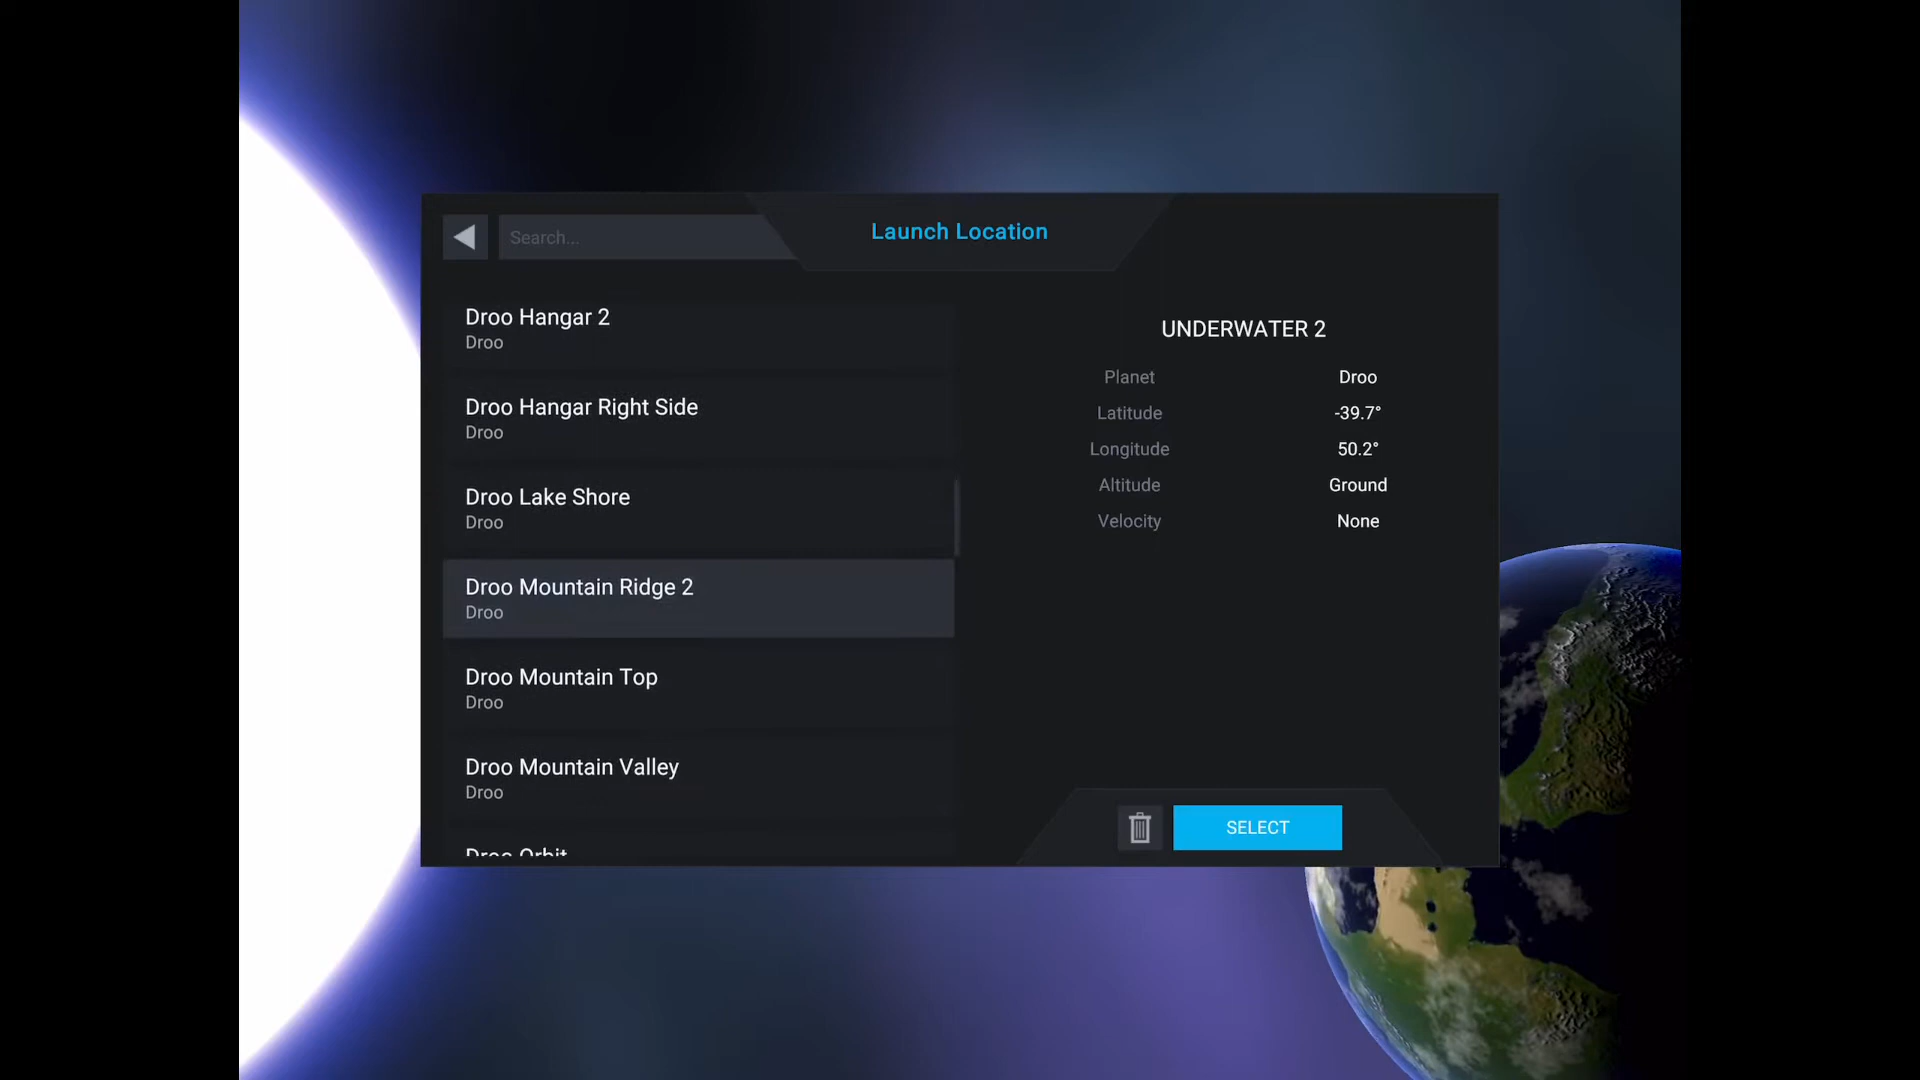 Search...
Launch Location
Droo Hangar 2
Droo
Droo Hangar Right Side
Droo
Droo Lake Shore
Droo
Droo Mountain Ridge 2
Droo
Droo Mountain Top
Droo
Droo Mountain Valley
Droo
Droo Orbit
UNDERWATER 2
Planet Droo
Latitude -39.7°
Longitude 50.2°
Altitude Ground
Velocity None
SELECT